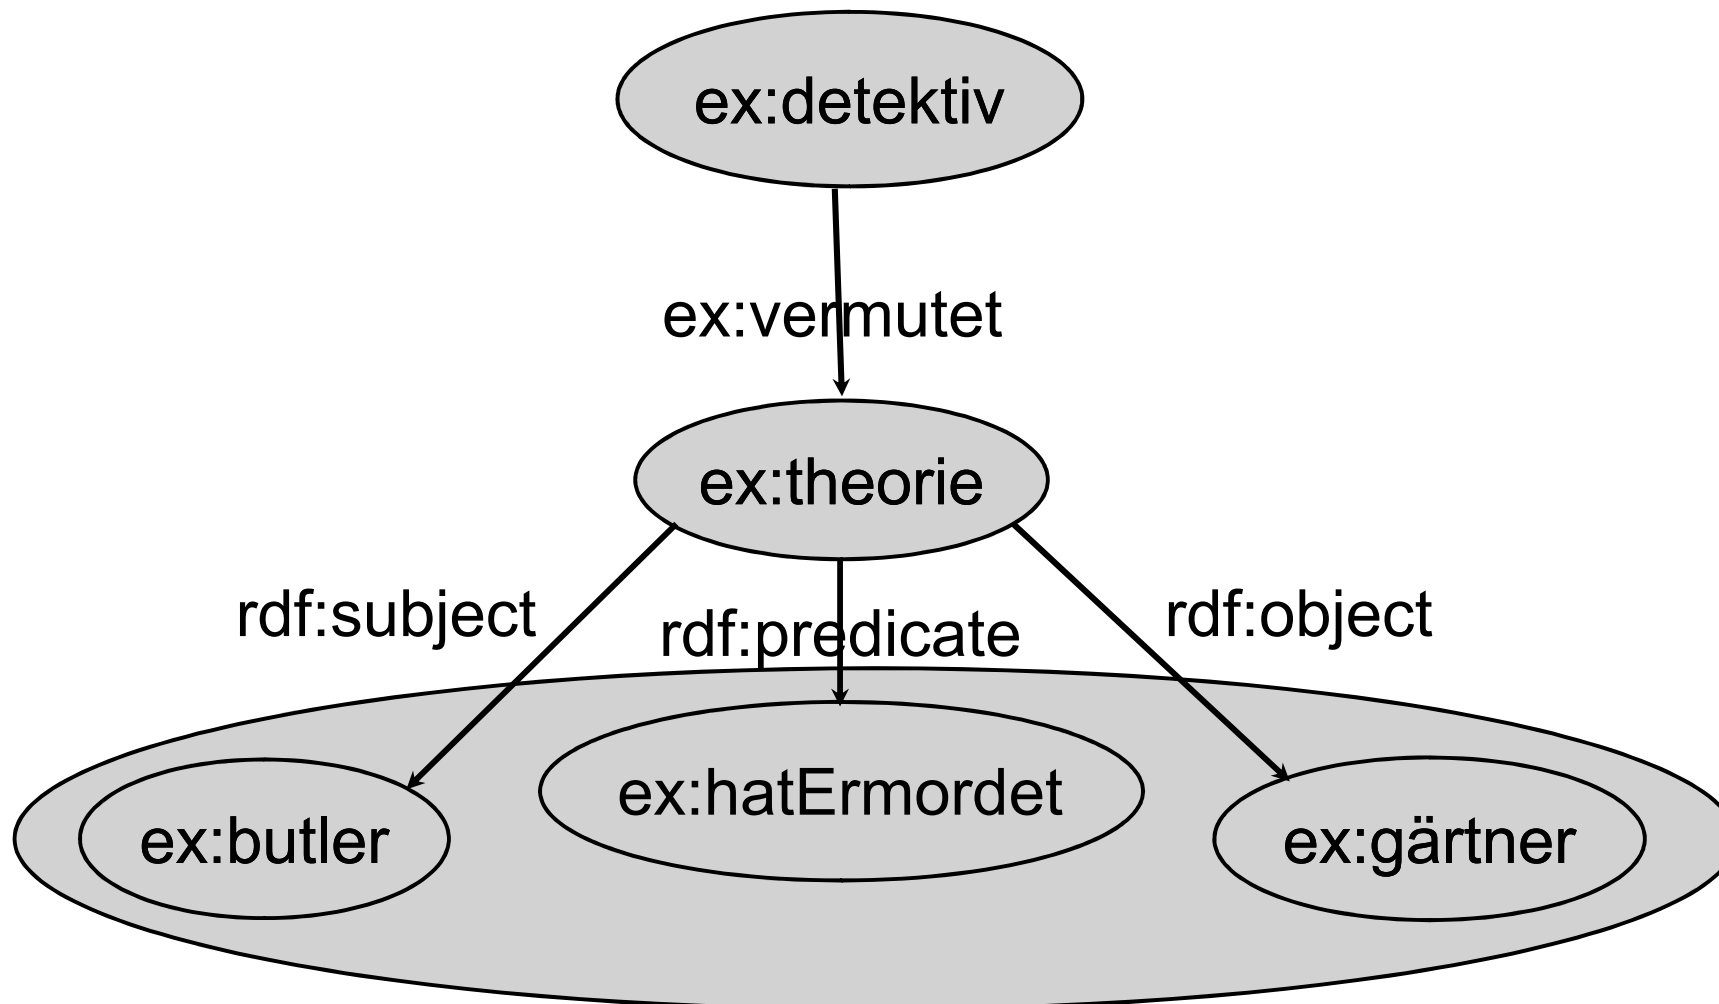 ex:detektiv
ex:vermutet
ex:theorie
rdf:subject
rdf:predicate
rdf:object
ex:butler
ex:hatErmordet
ex:gärtner